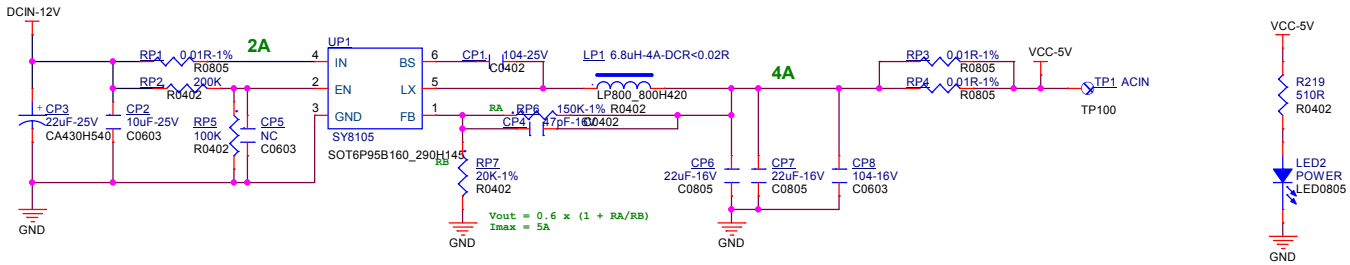 DCIN-12V
RP1 0.01R-1%
R0805
2A
RP2 200K
R0402
CP3
22uF-25V
CA430H540
CP2
10uF-25V
C0603
RP5
100K
R0402
CP5
NC
C0603
GND
UP1
4 IN BS 6
2 EN LX 5
3 GND FB 1
SY8105
SOT6P95B160_290H145
CP1 104-25V
C0402
LP1 6.8uH-4A-DCR<0.02R
LP800_800H420
4A
RA RP6 150K-1%
R0402
CP4 47pF-16V
C0402
RB
RP7
20K-1%
R0402
GND
Vout = 0.6 x (1 + RA/RB)
Imax = 5A
CP6
22uF-16V
C0805
CP7
22uF-16V
C0805
CP8
104-16V
C0603
GND
RP3 0.01R-1%
R0805
RP4 0.01R-1%
R0805
VCC-5V
TP1 ACIN
TP100
VCC-5V
R219
510R
R0402
LED2
POWER
LED0805
GND